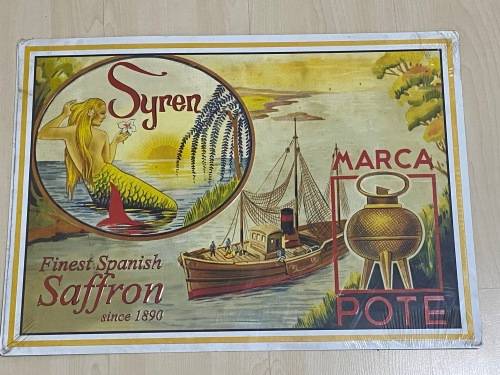 Syren
MARCA
POTE
Finest Spanish
Saffron
since 1890